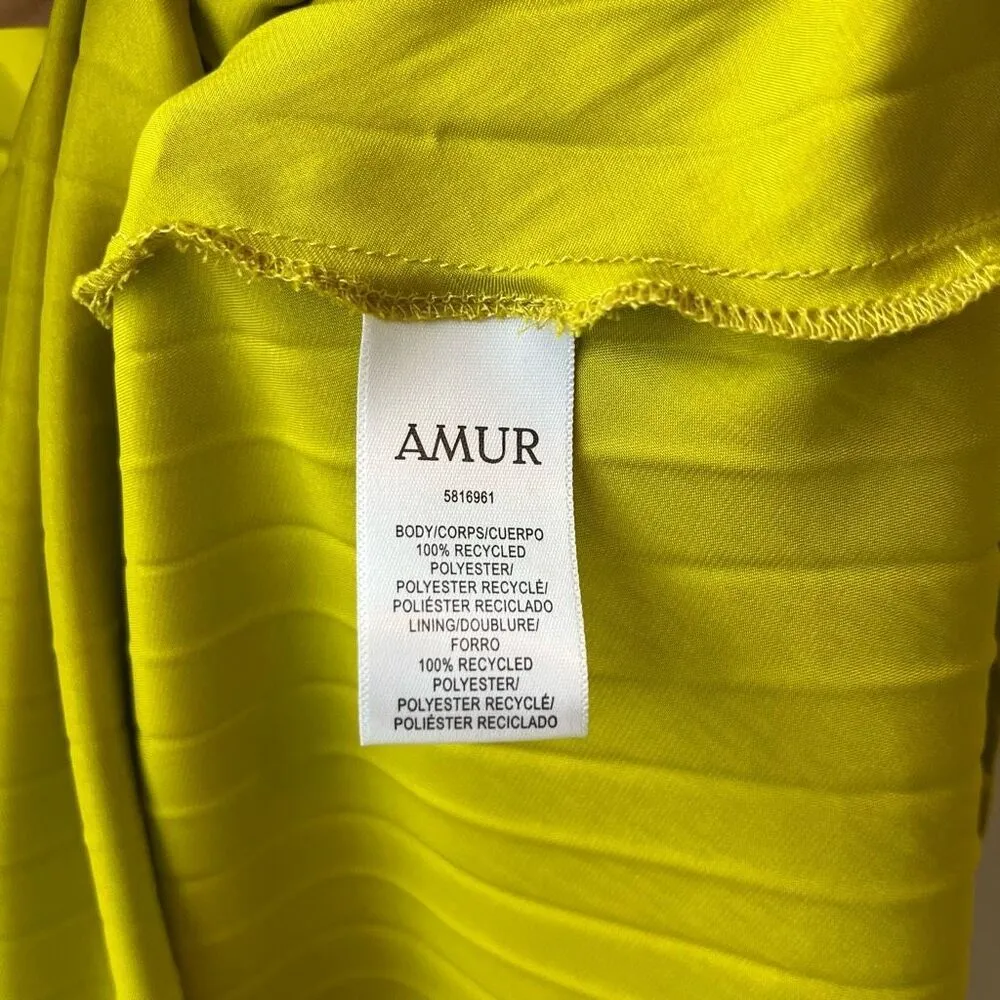 AMUR
5816961
BODY/CORPS/CUERPO
100% RECYCLED
POLYESTER/
POLYESTER RECYCLÉ/
POLIÉSTER RECICLADO
LINING/DOUBLURE/
FORRO
100% RECYCLED
POLYESTER/
POLYESTER RECYCLÉ/
POLIÉSTER RECICLADO